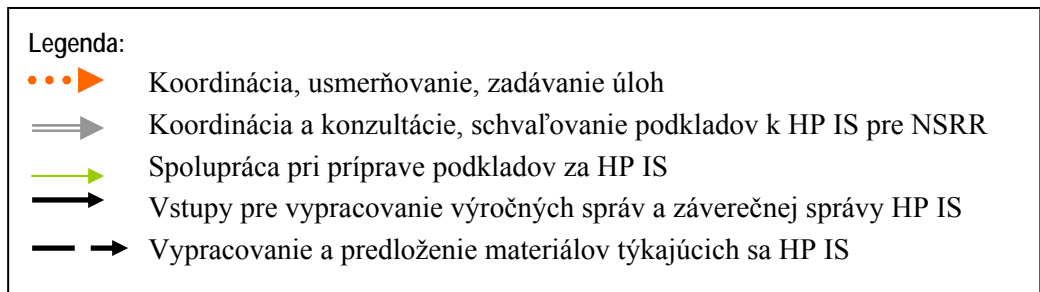 Legenda:
Koordinácia, usmerňovanie, zadávanie úloh
Koordinácia a konzultácie, schvaľovanie podkladov k HP IS pre NSRR
Spolupráca pri príprave podkladov za HP IS
Vstupy pre vypracovanie výročných správ a záverečnej správy HP IS
Vypracovanie a predloženie materiálov týkajúcich sa HP IS